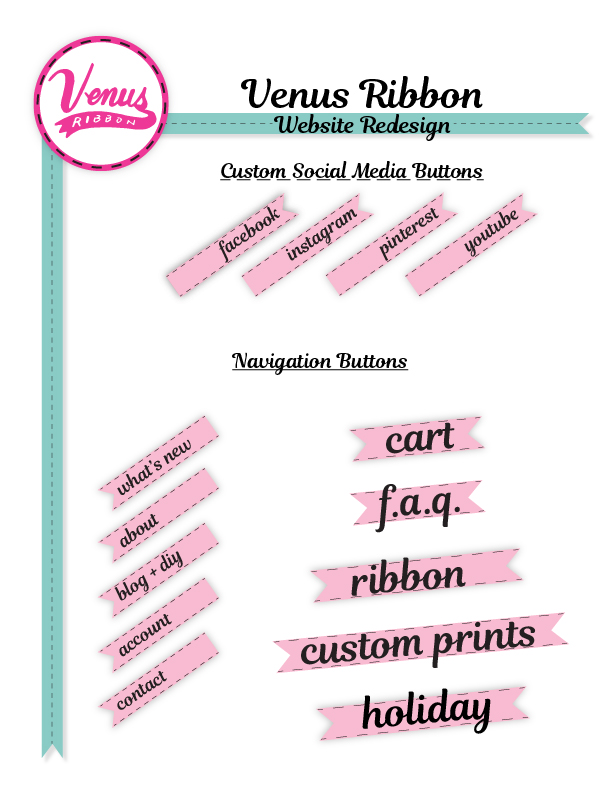 Venus
RIBBON
Venus Ribbon
Website Redesign
Custom Social Media Buttons
facebook
instagram
pinterest
youtube
Navigation Buttons
what's new
about
blog + diy
account
contact
cart
f.a.q.
ribbon
custom prints
holiday